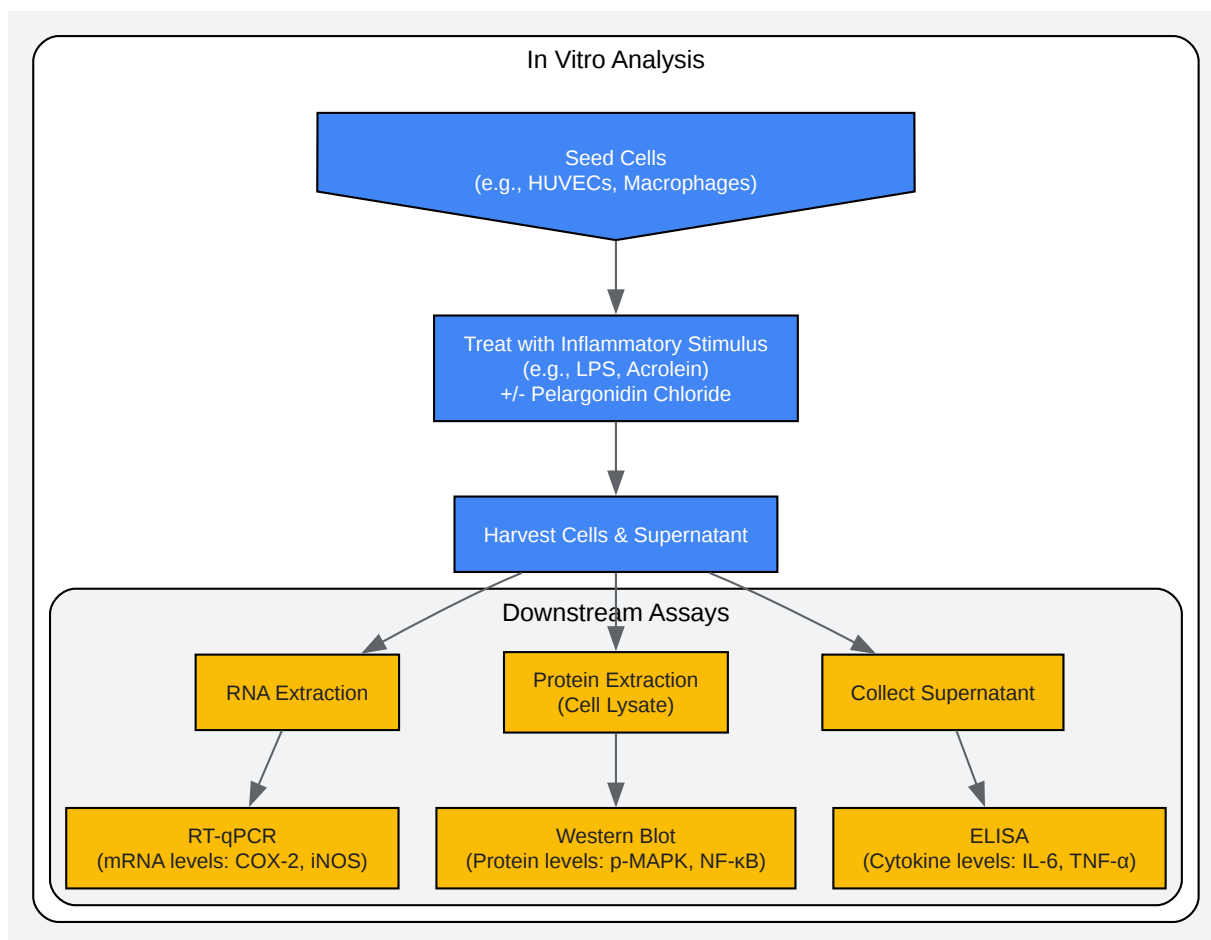 In Vitro Analysis
Seed Cells
(e.g., HUVECs, Macrophages)
Treat with Inflammatory Stimulus
(e.g., LPS, Acrolein)
+/- Pelargonidin Chloride
Harvest Cells & Supernatant
Downstream Assays
RNA Extraction
Protein Extraction
(Cell Lysate)
Collect Supernatant
RT-qPCR
(mRNA levels: COX-2, iNOS)
Western Blot
(Protein levels: p-MAPK, NF-κB)
ELISA
(Cytokine levels: IL-6, TNF-α)